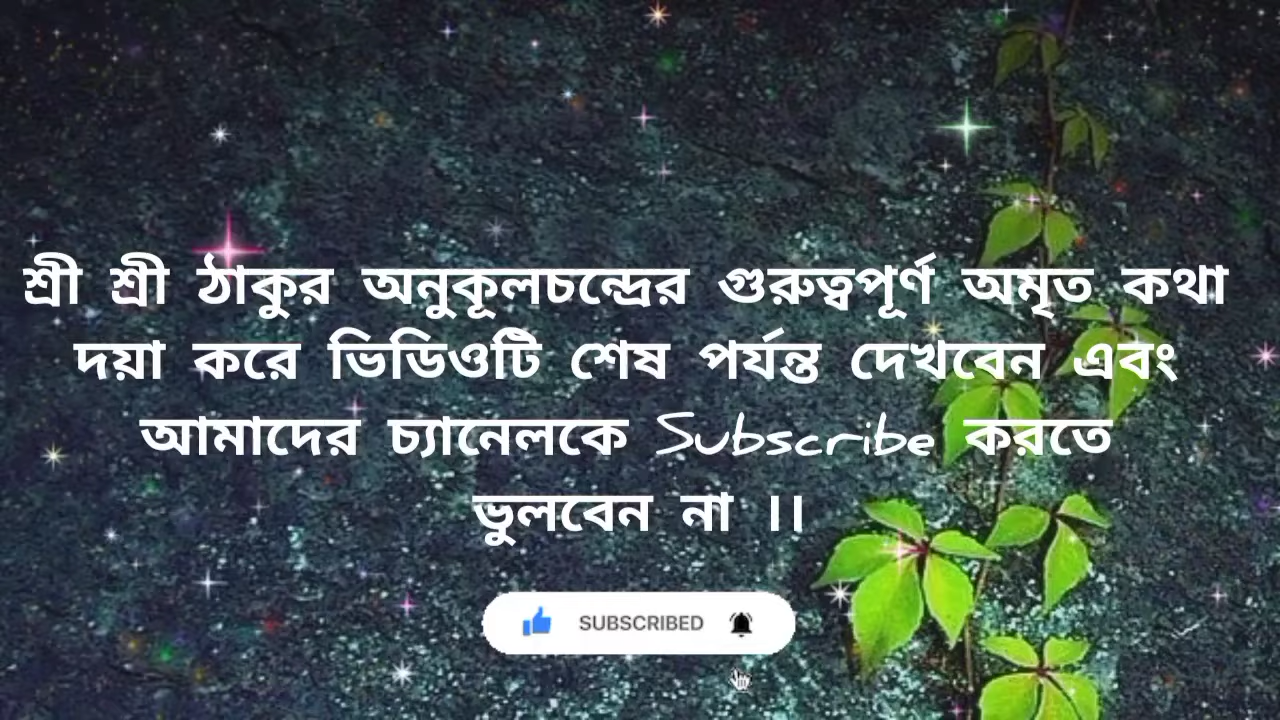 শ্রী শ্রী ঠাকুর অনুকূলচন্দ্রের গুরুত্বপূর্ণ অমৃত কথা
দয়া করে ভিডিওটি শেষ পর্যন্ত দেখবেন এবং
আমাদের চ্যানেলকে Subscribe করতে
ভুলবেন না ।।
SUBSCRIBED